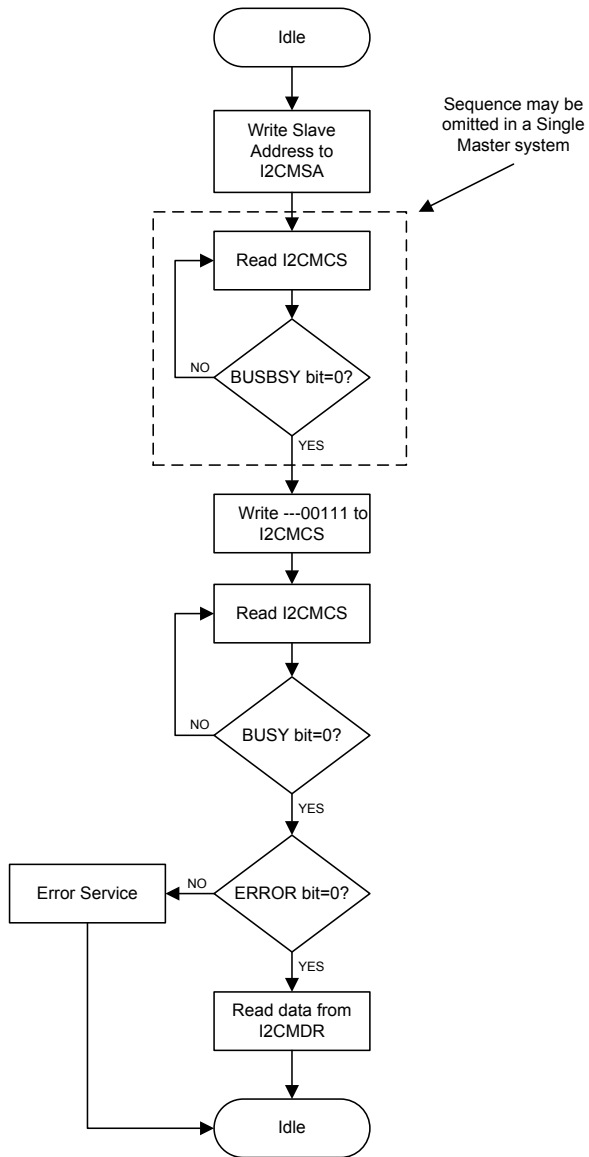 Idle
Write Slave
Address to
I2CMSA
Sequence may be
omitted in a Single
Master system
Read I2CMCS
NO
BUSBSY bit=0?
YES
Write ---00111 to
I2CMCS
Read I2CMCS
NO
BUSY bit=0?
YES
Error Service
NO
ERROR bit=0?
YES
Read data from
I2CMDR
Idle